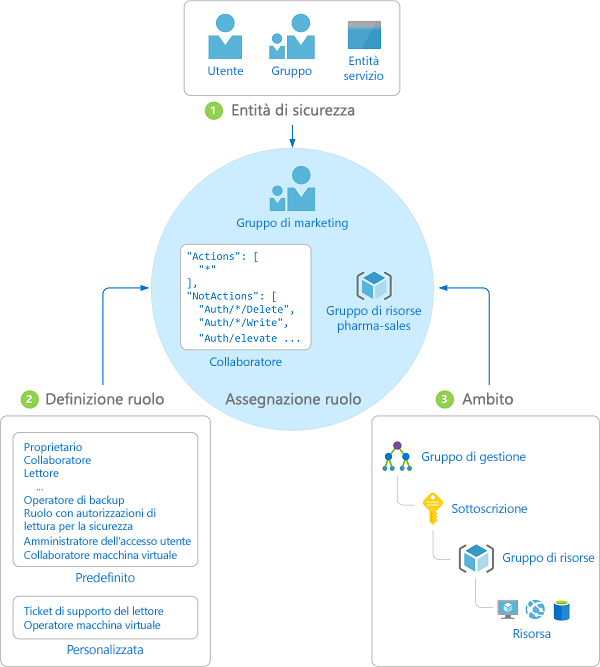 Utente
Gruppo
Entità
servizio
1 Entità di sicurezza
Gruppo di marketing
"Actions": [
"*"
],
"NotActions": [
"Auth/*/Delete",
"Auth/*/Write",
"Auth/elevate ...
Collaboratore
Gruppo di risorse
pharma-sales
Assegnazione ruolo
2 Definizione ruolo
Proprietario
Collaboratore
Lettore
...
Operatore di backup
Ruolo con autorizzazioni di
lettura per la sicurezza
Amministratore dell'accesso utente
Collaboratore macchina virtuale
Predefinito
Ticket di supporto del lettore
Operatore macchina virtuale
Personalizzata
3 Ambito
Gruppo di gestione
Sottoscrizione
Gruppo di risorse
Risorsa